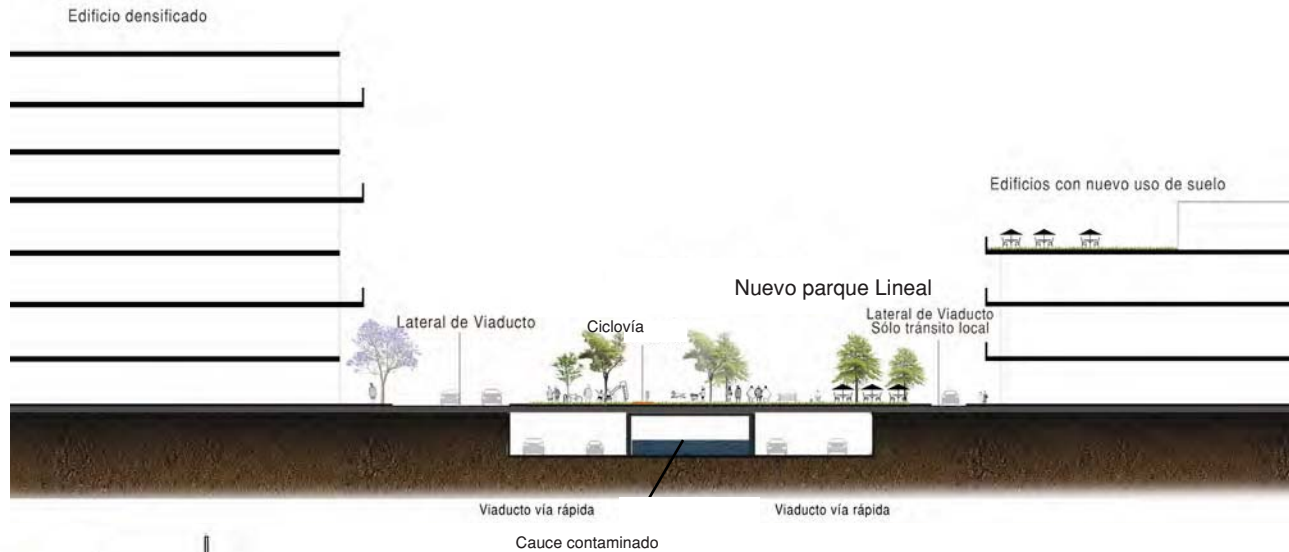 Edificio densificado
Edificios con nuevo uso de suelo
Nuevo parque Lineal
Lateral de Viaducto
Ciclovía
Lateral de Viaducto
Sólo tránsito local
Viaducto vía rápida
Viaducto vía rápida
Cauce contaminado